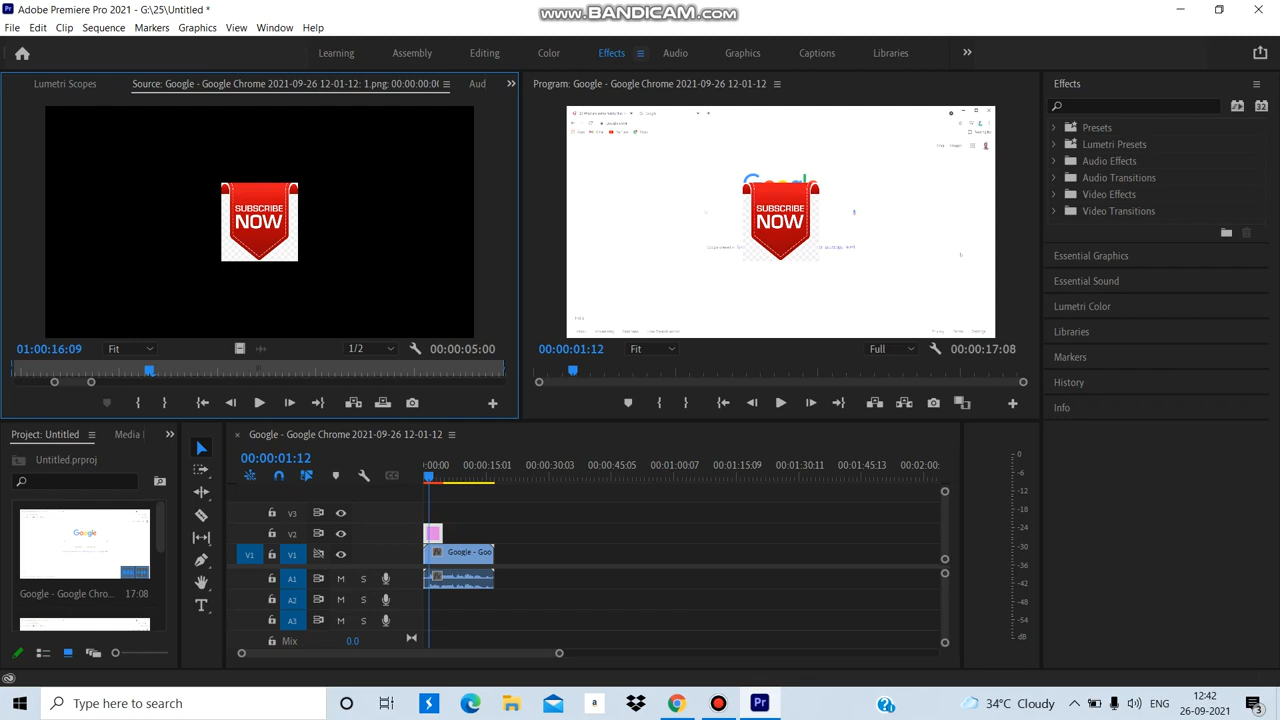 Adobe Premiere Pro 2021 - G:\25\Untitled *
www.BANDICAM.com
File Edit Clip Sequence Markers Graphics View Window Help
Learning Assembly Editing Color Effects Audio Graphics Captions Libraries
Lumetri Scopes Source: Google - Google Chrome 2021-09-26 12-01-12: 1.png: 00:00:00:00 Aud
Program: Google - Google Chrome 2021-09-26 12-01-12
Effects
SUBSCRIBE
NOW
Google
SUBSCRIBE
NOW
Presets
Lumetri Presets
Audio Effects
Audio Transitions
Video Effects
Video Transitions
Essential Graphics
Essential Sound
Lumetri Color
Libraries
Markers
History
Info
01:00:16:09 Fit 1/2 00:00:05:00
00:00:01:12 Fit Full 00:00:17:08
Project: Untitled Media
Untitled.prproj
Google
Google - Google Chro... 17:08
Google - Google Chrome 2021-09-26 12-01-12
00:00:01:12
:00:00 00:00:15:01 00:00:30:03 00:00:45:05 00:01:00:07 00:01:15:09 00:01:30:11 00:01:45:13 00:02:00:
V3
V2
V1 V1 fx Google - Goo
A1 M S fx
A2 M S
A3 M S
Mix 0.0
0
-6
-12
-18
-24
-30
-36
-42
-48
-54
dB
Type here to search
34°C Cloudy ENG 12:42
26-09-2021 3